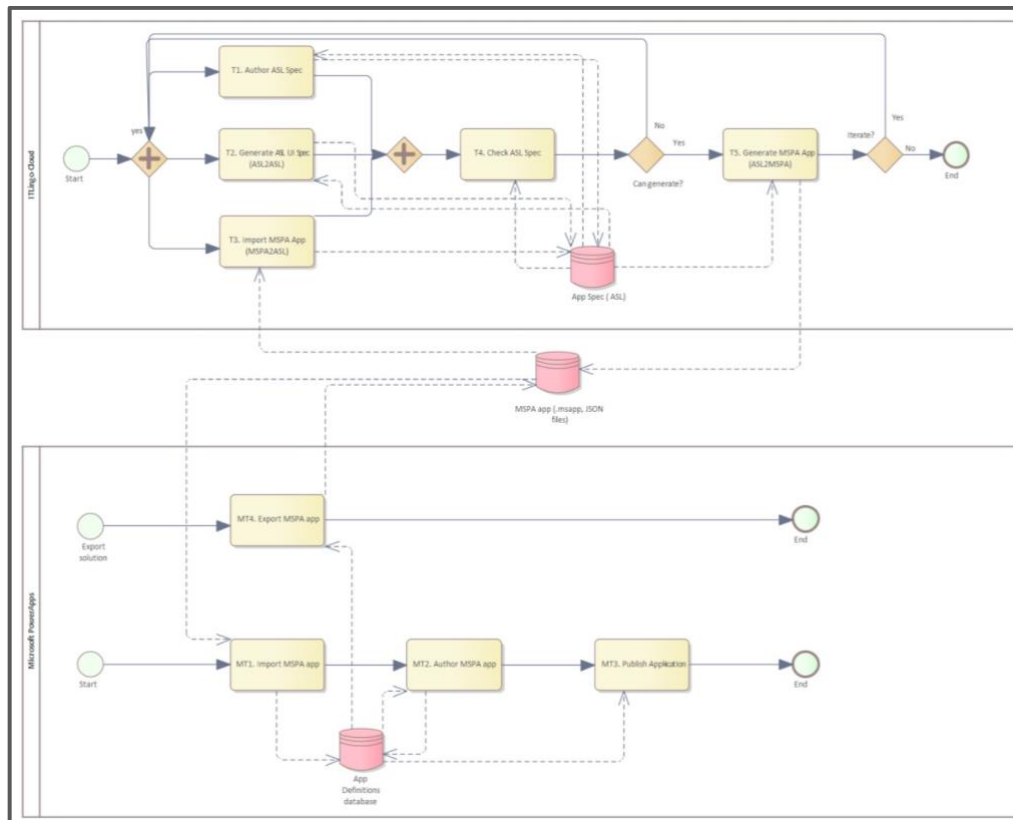 ITLingo Cloud
T1. Author ASL Spec
yes
Start
T2. Generate ASL UI Spec
(ASL2ASL)
T3. Import MSPA App
(MSPA2ASL)
T4. Check ASL Spec
No
Yes
Can generate?
T5. Generate MSPA App
(ASL2MSPA)
Iterate?
Yes
No
End
App Spec ( ASL)
MSPA app (.msapp, JSON
files)
Microsoft PowerApps
Export
solution
MT4. Export MSPA app
End
Start
MT1. Import MSPA app
MT2. Author MSPA app
MT3. Publish Application
End
App
Definitions
database